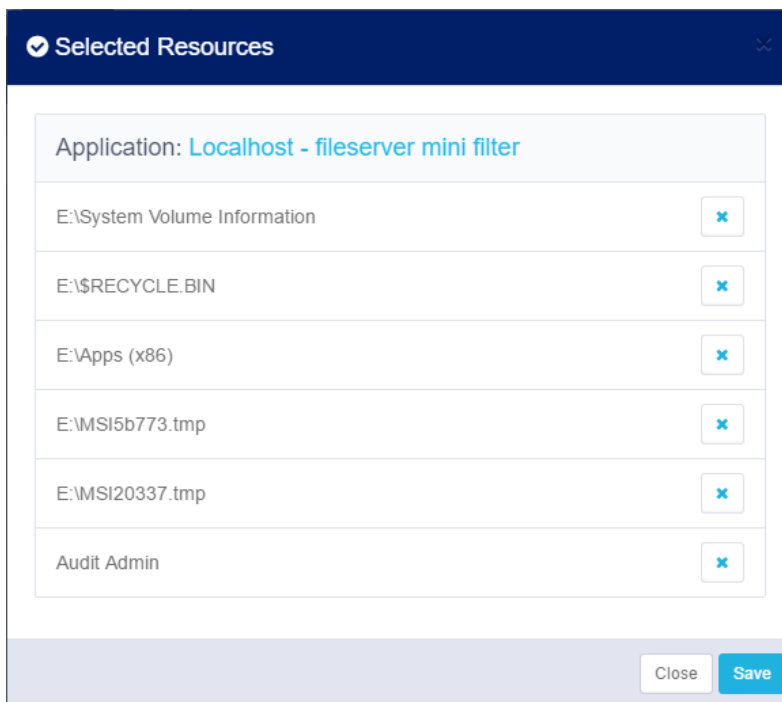 Selected Resources
Application: Localhost - fileserver mini filter
E:\System Volume Information
E:\$RECYCLE.BIN
E:\Apps (x86)
E:\MSI5b773.tmp
E:\MSI20337.tmp
Audit Admin
Close Save